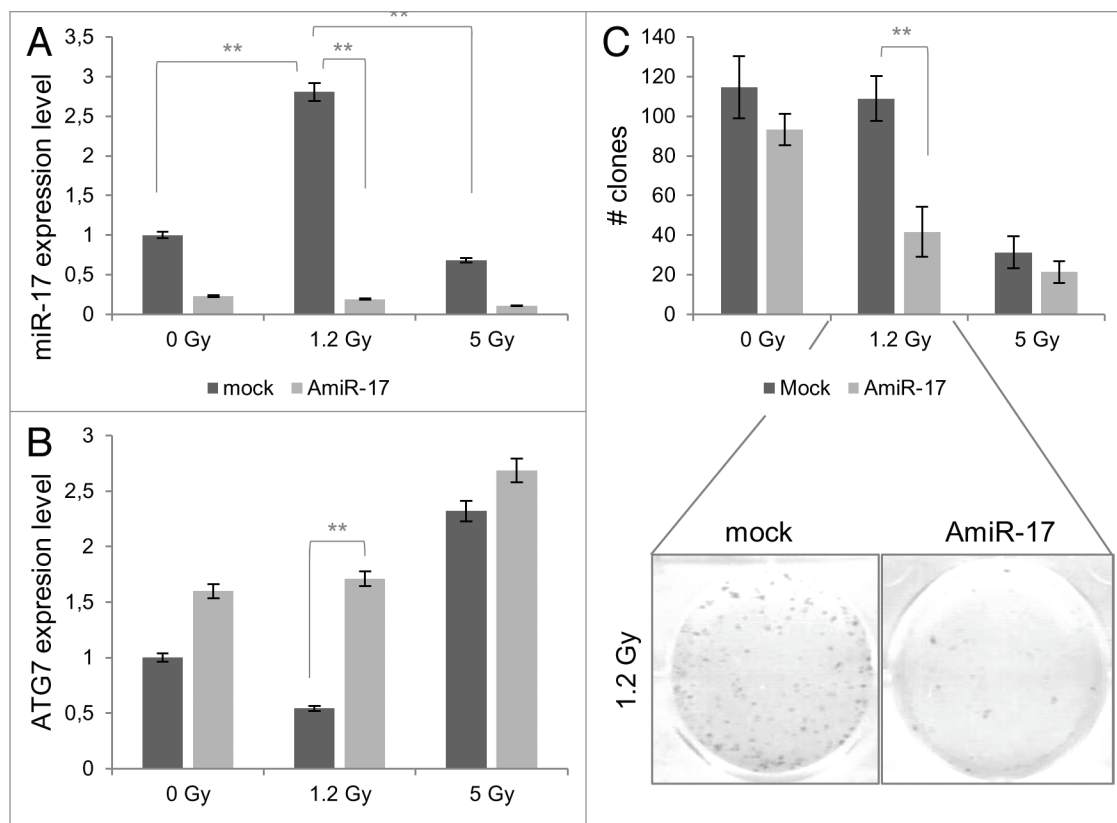 A
miR-17 expression level
3,5
3
2,5
2
1,5
1
0,5
0
**
**
**
0 Gy
1.2 Gy
5 Gy
mock
AmiR-17
B
ATG7 expresion level
3
2,5
2
1,5
1
0,5
0
**
0 Gy
1.2 Gy
5 Gy
C
# clones
140
120
100
80
60
40
20
0
**
0 Gy
1.2 Gy
5 Gy
Mock
AmiR-17
mock
AmiR-17
1.2 Gy